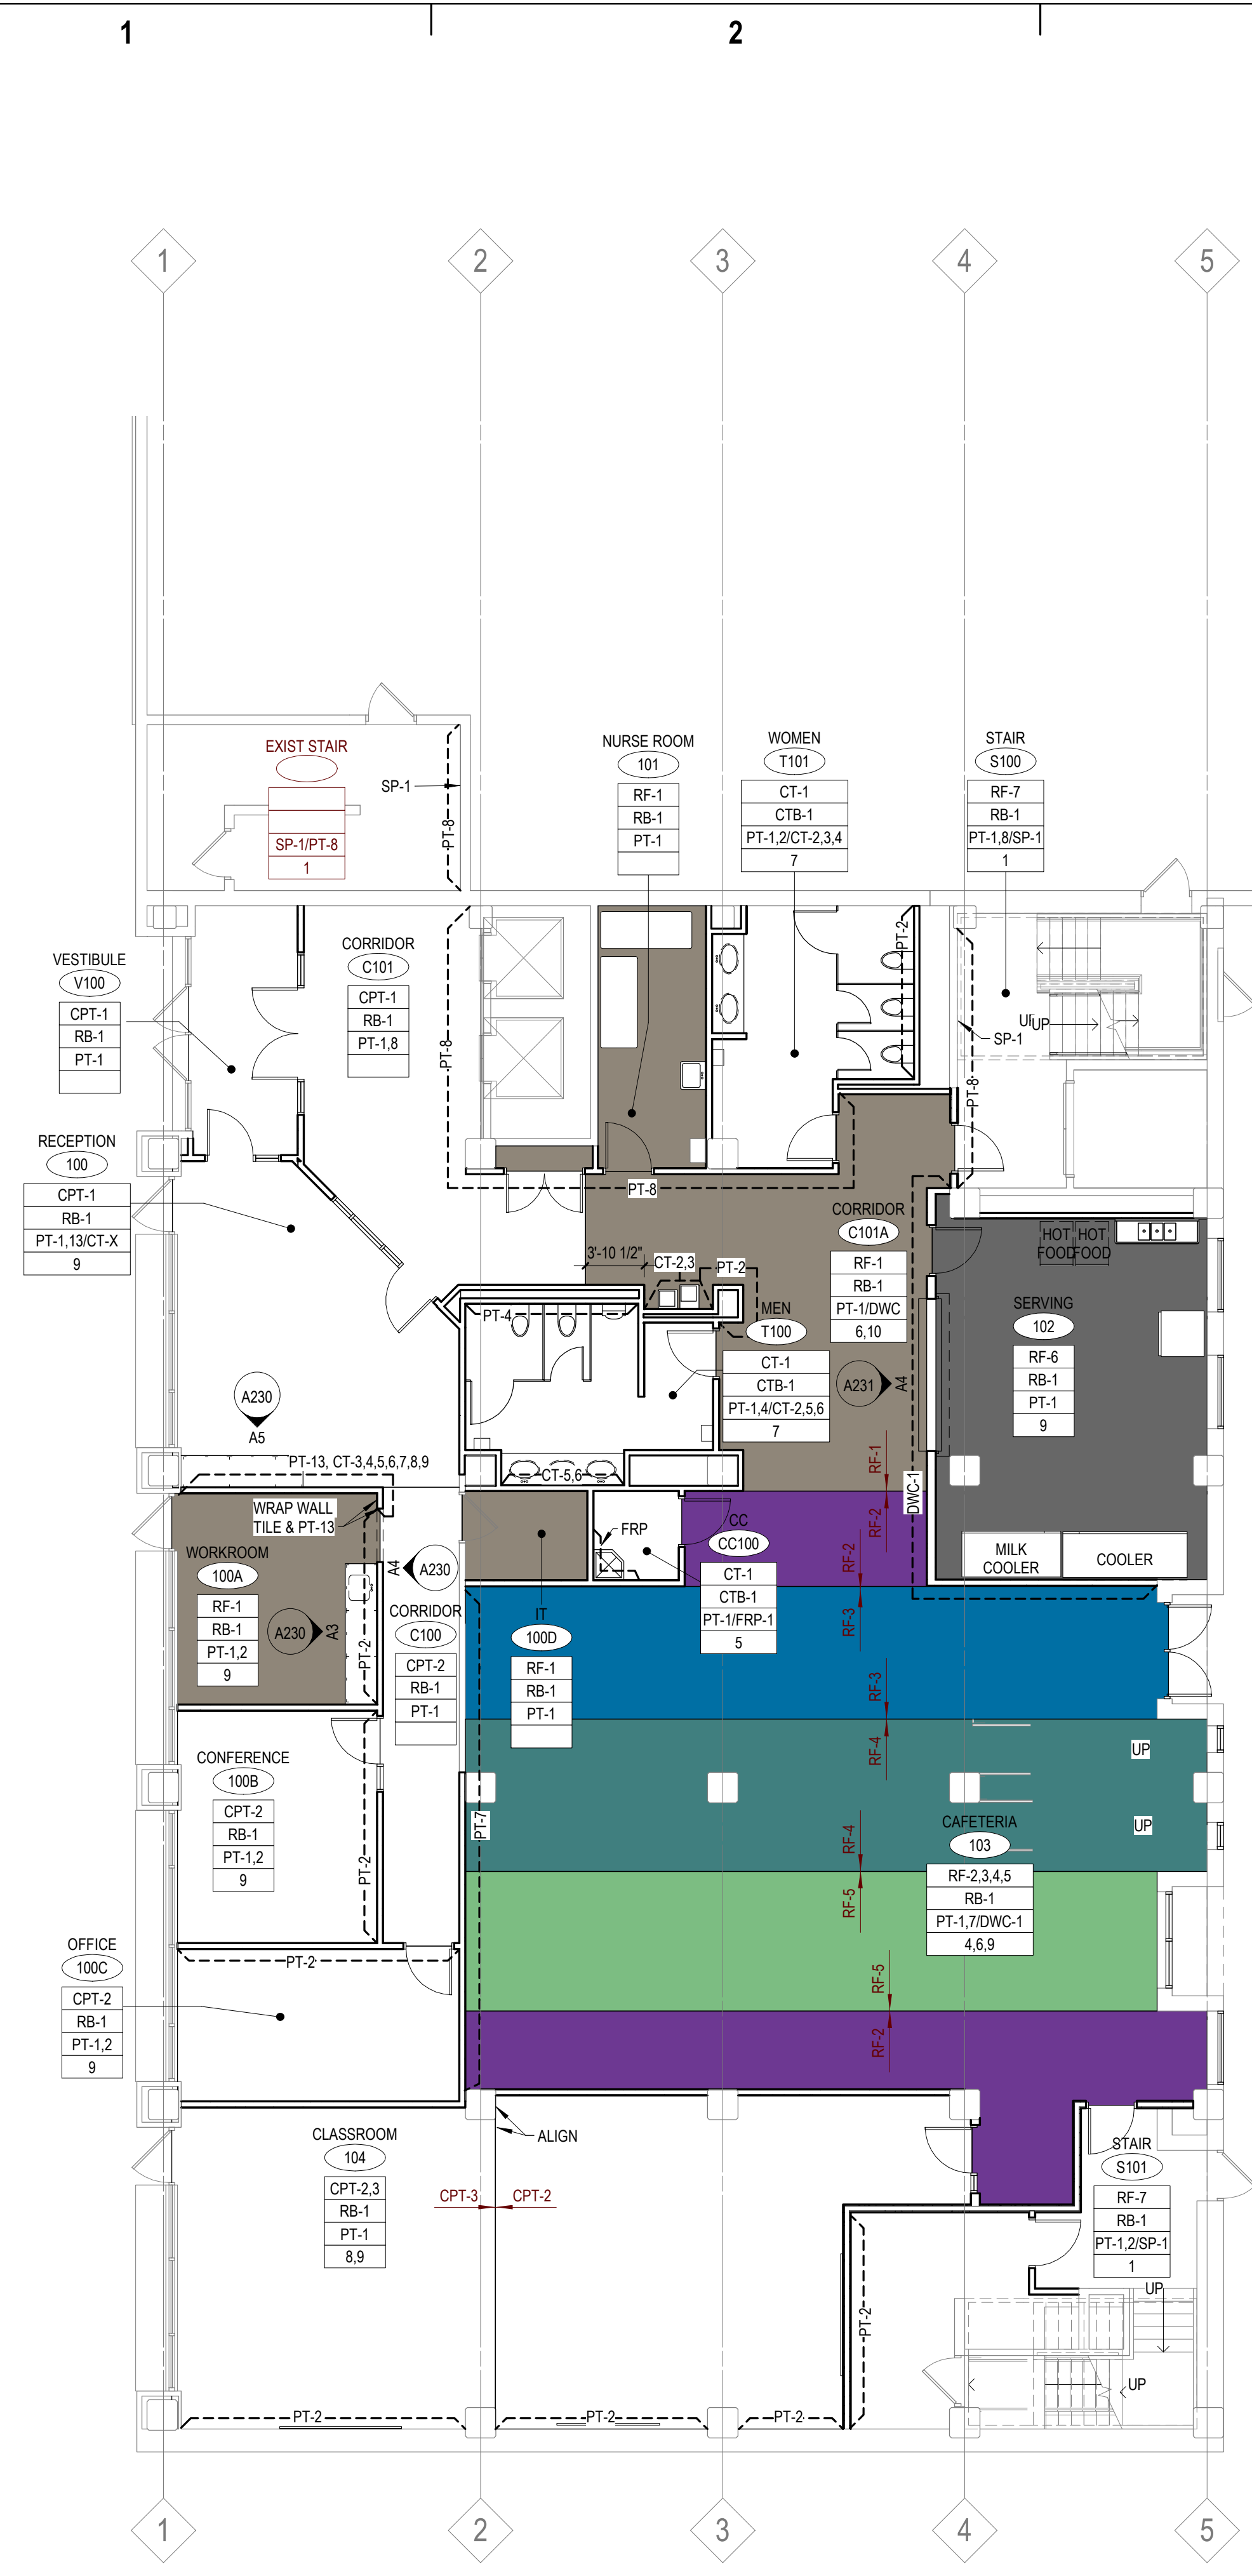 1
2
1
2
3
4
5
EXIST STAIR
SP-1/PT-8
1
SP-1
PT-8
NURSE ROOM
101
RF-1
RB-1
PT-1
WOMEN
T101
CT-1
CTB-1
PT-1,2/CT-2,3,4
7
STAIR
S100
RF-7
RB-1
PT-1,8/SP-1
1
VESTIBULE
V100
CPT-1
RB-1
PT-1
CORRIDOR
C101
CPT-1
RB-1
PT-1,8
PT-8
PT-2
UP
SP-1
PT-8
RECEPTION
100
CPT-1
RB-1
PT-1,13/CT-X
9
PT-8
CORRIDOR
C101A
RF-1
RB-1
PT-1/DWC
6,10
3'-10 1/2"
CT-2,3
PT-2
HOT
FOOD
HOT
FOOD
PT-4
MEN
T100
CT-1
CTB-1
PT-1,4/CT-2,5,6
7
SERVING
102
RF-6
RB-1
PT-1
9
A230
A5
A231
A4
PT-13, CT-3,4,5,6,7,8,9
CT-5,6
RF-1
RF-2
DWC-1
WRAP WALL
TILE & PT-13
WORKROOM
100A
RF-1
RB-1
PT-1,2
9
A230
A3
PT-2
A4
A230
FRP
CC
CC100
CT-1
CTB-1
PT-1/FRP-1
5
RF-2
RF-3
MILK
COOLER
COOLER
CORRIDOR
C100
CPT-2
RB-1
PT-1
IT
100D
RF-1
RB-1
PT-1
RF-3
RF-4
UP
CONFERENCE
100B
CPT-2
RB-1
PT-1,2
9
PT-2
PT-7
UP
RF-4
RF-5
CAFETERIA
103
RF-2,3,4,5
RB-1
PT-1,7/DWC-1
4,6,9
OFFICE
100C
CPT-2
RB-1
PT-1,2
9
PT-2
RF-5
RF-2
CLASSROOM
104
CPT-2,3
RB-1
PT-1
8,9
ALIGN
CPT-3
CPT-2
STAIR
S101
RF-7
RB-1
PT-1,2/SP-1
1
UP
PT-2
UP
PT-2
PT-2
PT-2
1
2
3
4
5